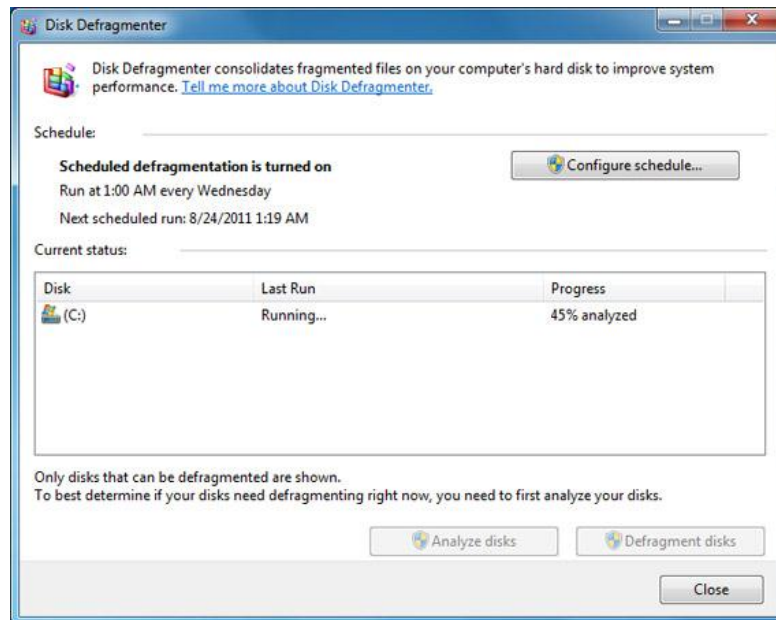 Disk Defragmenter
Disk Defragmenter consolidates fragmented files on your computer's hard disk to improve system
performance. Tell me more about Disk Defragmenter.
Schedule:
Scheduled defragmentation is turned on
Configure schedule...
Run at 1:00 AM every Wednesday
Next scheduled run: 8/24/2011 1:19 AM
Current status:
Disk Last Run Progress
(C:) Running... 45% analyzed
Only disks that can be defragmented are shown.
To best determine if your disks need defragmenting right now, you need to first analyze your disks.
Analyze disks Defragment disks
Close